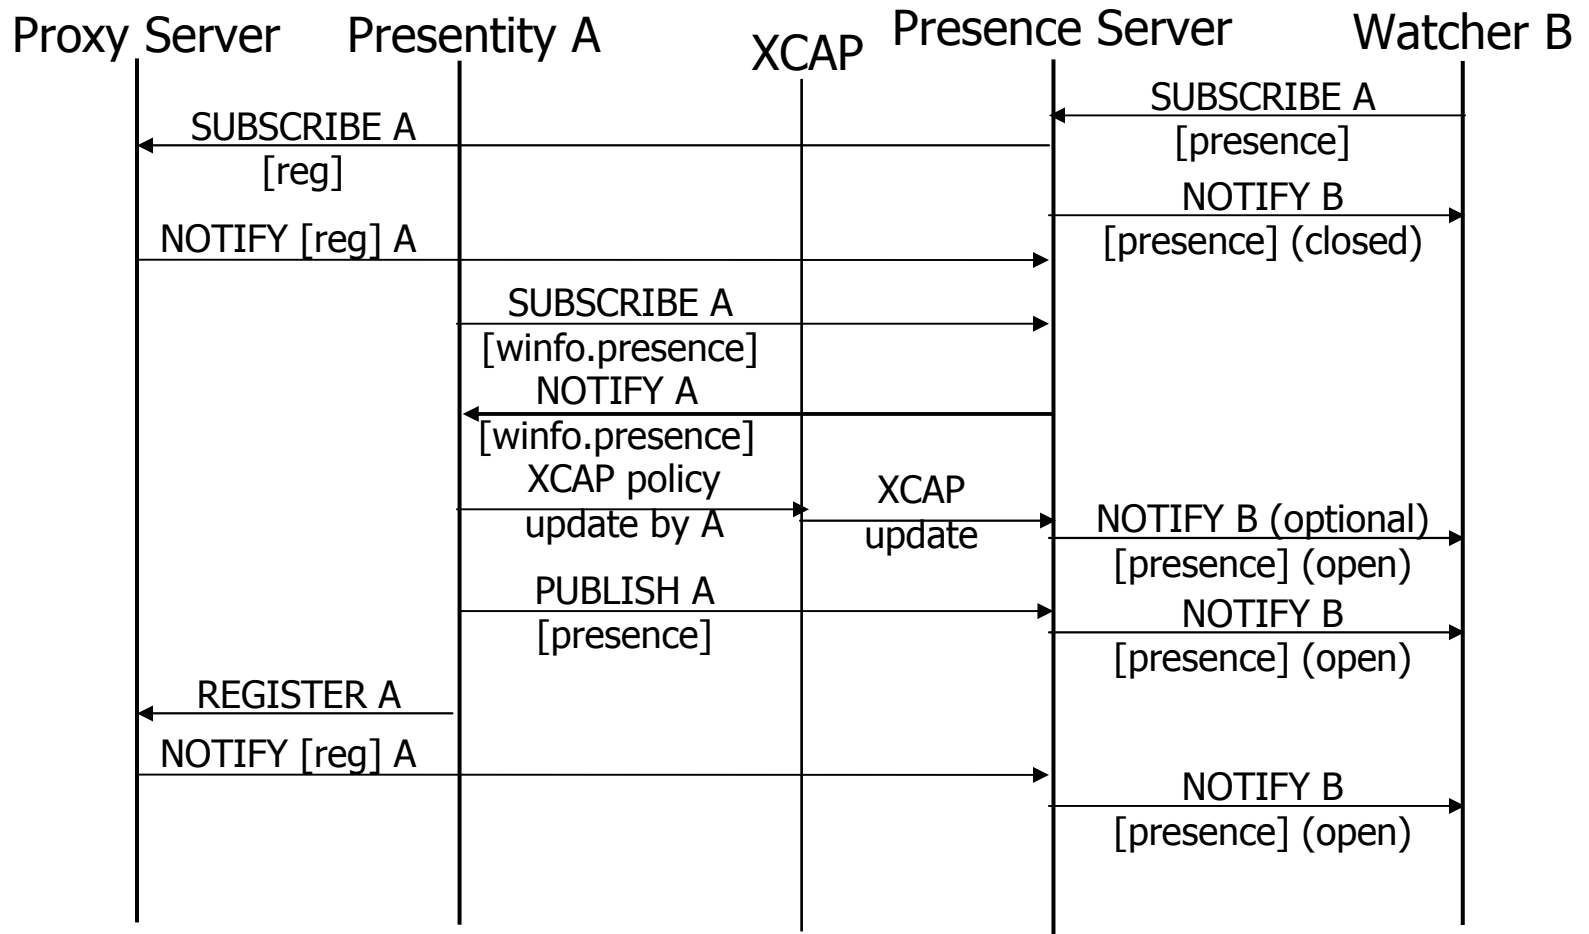 Proxy Server
Presentity A
XCAP
Presence Server
Watcher B
SUBSCRIBE A
[presence]
SUBSCRIBE A
[reg]
NOTIFY B
[presence] (closed)
NOTIFY [reg] A
SUBSCRIBE A
[winfo.presence]
NOTIFY A
[winfo.presence]
XCAP policy
update by A
XCAP
update
NOTIFY B (optional)
[presence] (open)
PUBLISH A
[presence]
NOTIFY B
[presence] (open)
REGISTER A
NOTIFY [reg] A
NOTIFY B
[presence] (open)